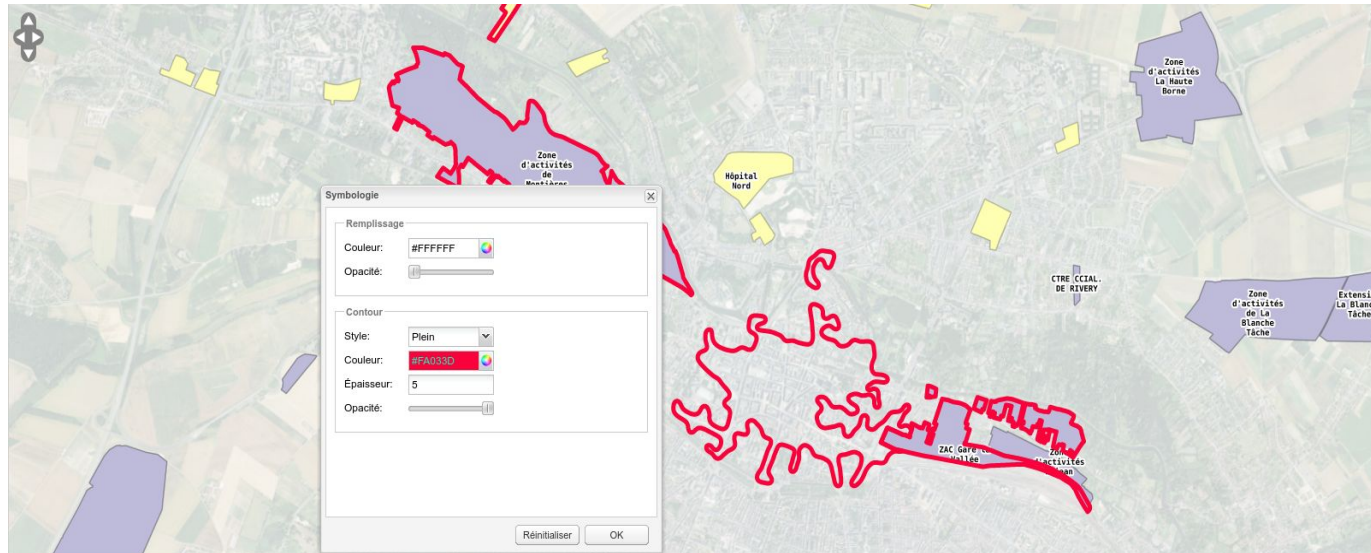 Zone
d'activités
La Haute
Borne
Zone
d'activités
de
Montières
Hôpital
Nord
Symbologie
Remplissage
Couleur:
#FFFFFF
Opacité:
Contour
Style:
Plein
Couleur:
#FA033D
Épaisseur:
5
Opacité:
Réinitialiser
OK
CTRE CCIAL.
DE RIVERY
Zone
d'activités
de La
Blanche
Tâche
Extensi
La Blanc
Tâche
ZAC Gare la
Vallée
Zone
d'activités